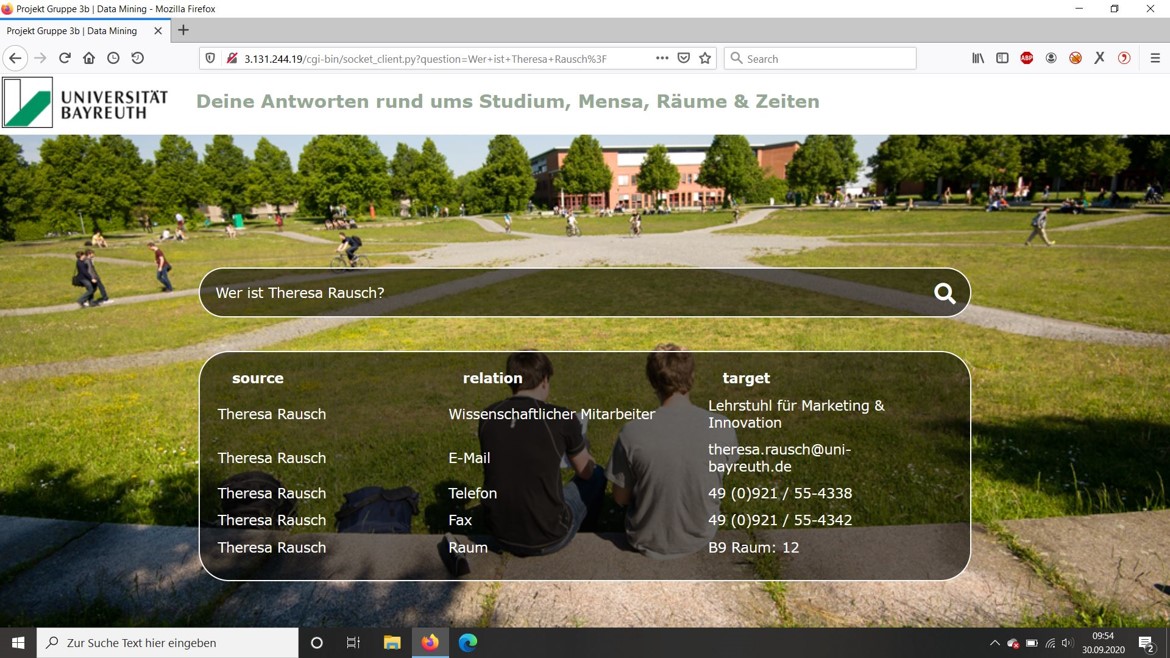 Projekt Gruppe 3b | Data Mining - Mozilla Firefox
Projekt Gruppe 3b | Data Mining
3.131.244.19/cgi-bin/socket_client.py?question=Wer+ist+Theresa+Rausch%3F
Search
ABP
UNIVERSITÄT
BAYREUTH
Deine Antworten rund ums Studium, Mensa, Räume & Zeiten
Wer ist Theresa Rausch?
source relation target
Theresa Rausch Wissenschaftlicher Mitarbeiter Lehrstuhl für Marketing &
Innovation
Theresa Rausch E-Mail theresa.rausch@uni-
bayreuth.de
Theresa Rausch Telefon 49 (0)921 / 55-4338
Theresa Rausch Fax 49 (0)921 / 55-4342
Theresa Rausch Raum B9 Raum: 12
Zur Suche Text hier eingeben
09:54
30.09.2020
2